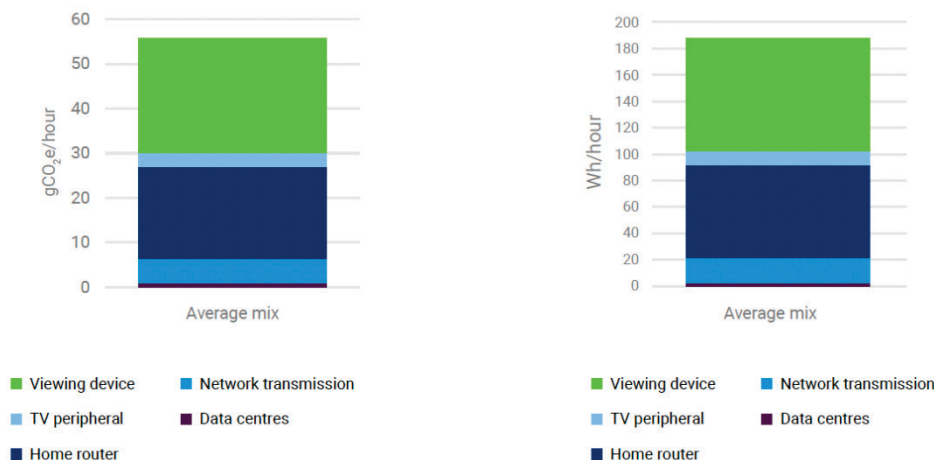 60
50
40
30
20
10
0
gCO₂e/hour
Average mix
Viewing device
Network transmission
TV peripheral
Data centres
Home router
200
180
160
140
120
100
80
60
40
20
0
Wh/hour
Average mix
Viewing device
Network transmission
TV peripheral
Data centres
Home router